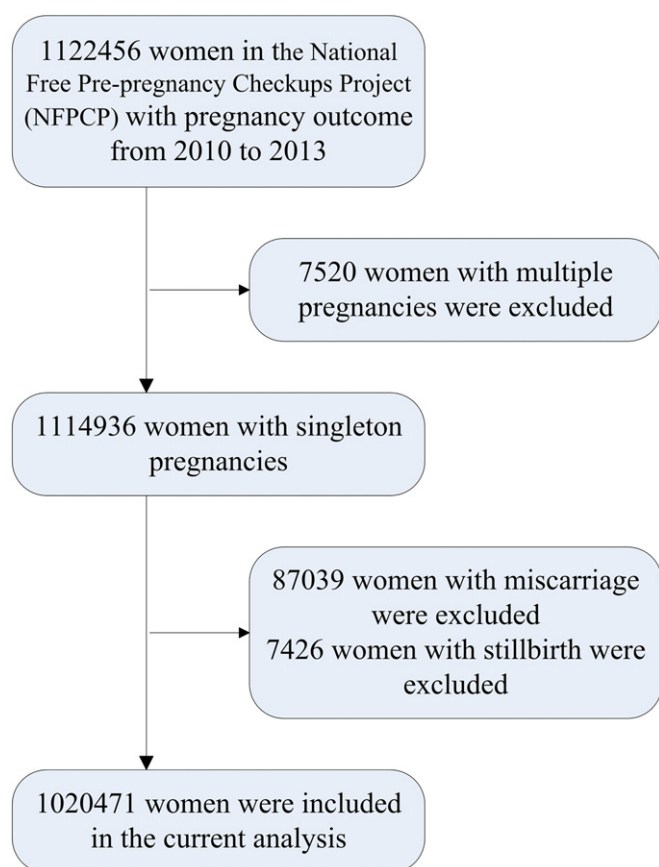 1122456 women in the National
Free Pre-pregnancy Checkups Project
(NFPCP) with pregnancy outcome
from 2010 to 2013
7520 women with multiple
pregnancies were excluded
1114936 women with singleton
pregnancies
87039 women with miscarriage
were excluded
7426 women with stillbirth were
excluded
1020471 women were included
in the current analysis